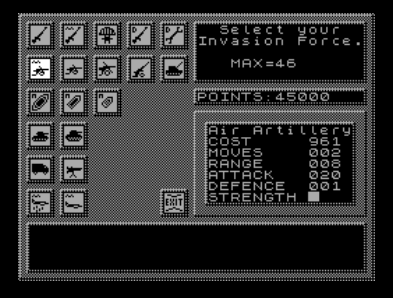 Select your
Invasion Force.
MAX=46
POINTS:45000
Air Artillery
COST 961
MOVES 002
RANGE 008
ATTACK 020
DEFENCE 001
STRENGTH
EXIT